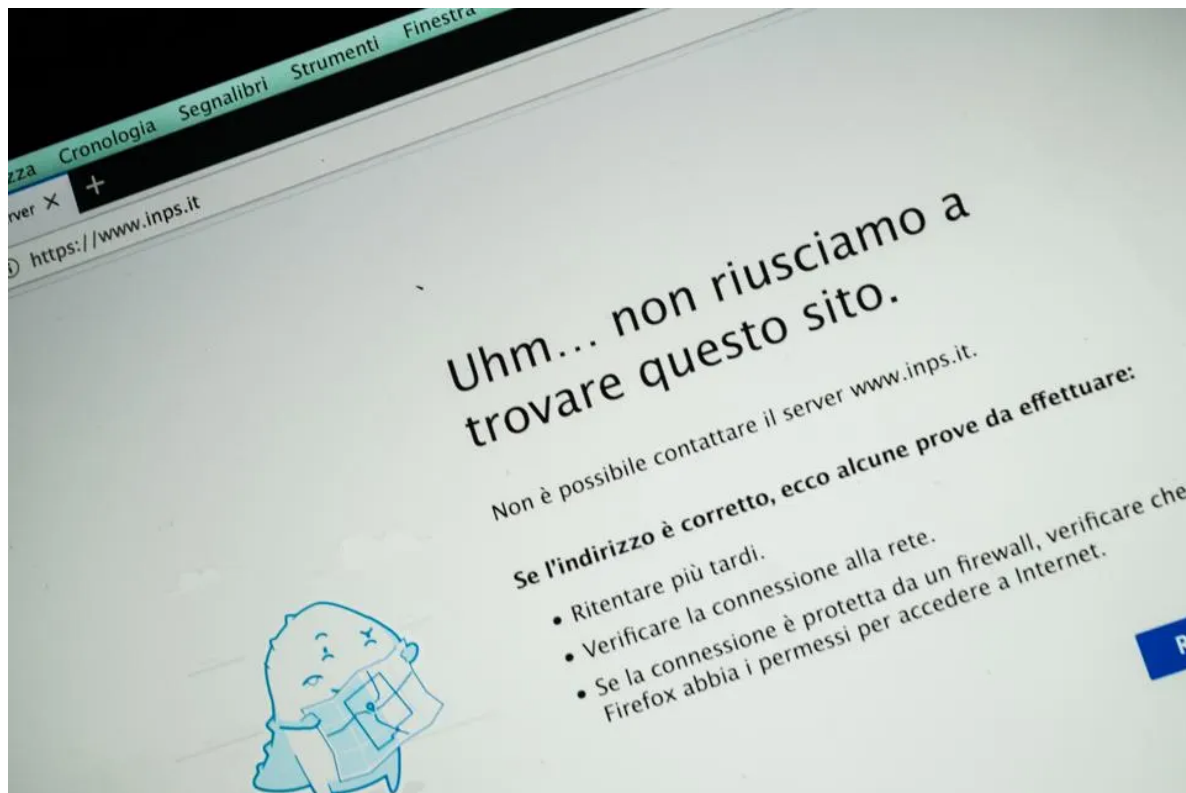 Cronologia Segnalibri Strumenti Finestra
https://www.inps.it
Uhm... non riusciamo a
trovare questo sito.
Non è possibile contattare il server www.inps.it.
Se l'indirizzo è corretto, ecco alcune prove da effettuare:
• Ritentare più tardi.
• Verificare la connessione alla rete.
• Se la connessione è protetta da un firewall, verificare che
Firefox abbia i permessi per accedere a Internet.